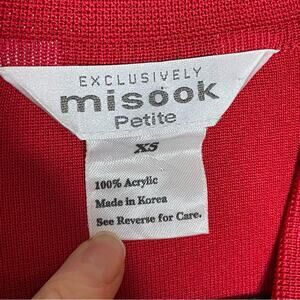 EXCLUSIVELY
misook
Petite
XS
100% Acrylic
Made in Korea
See Reverse for Care.